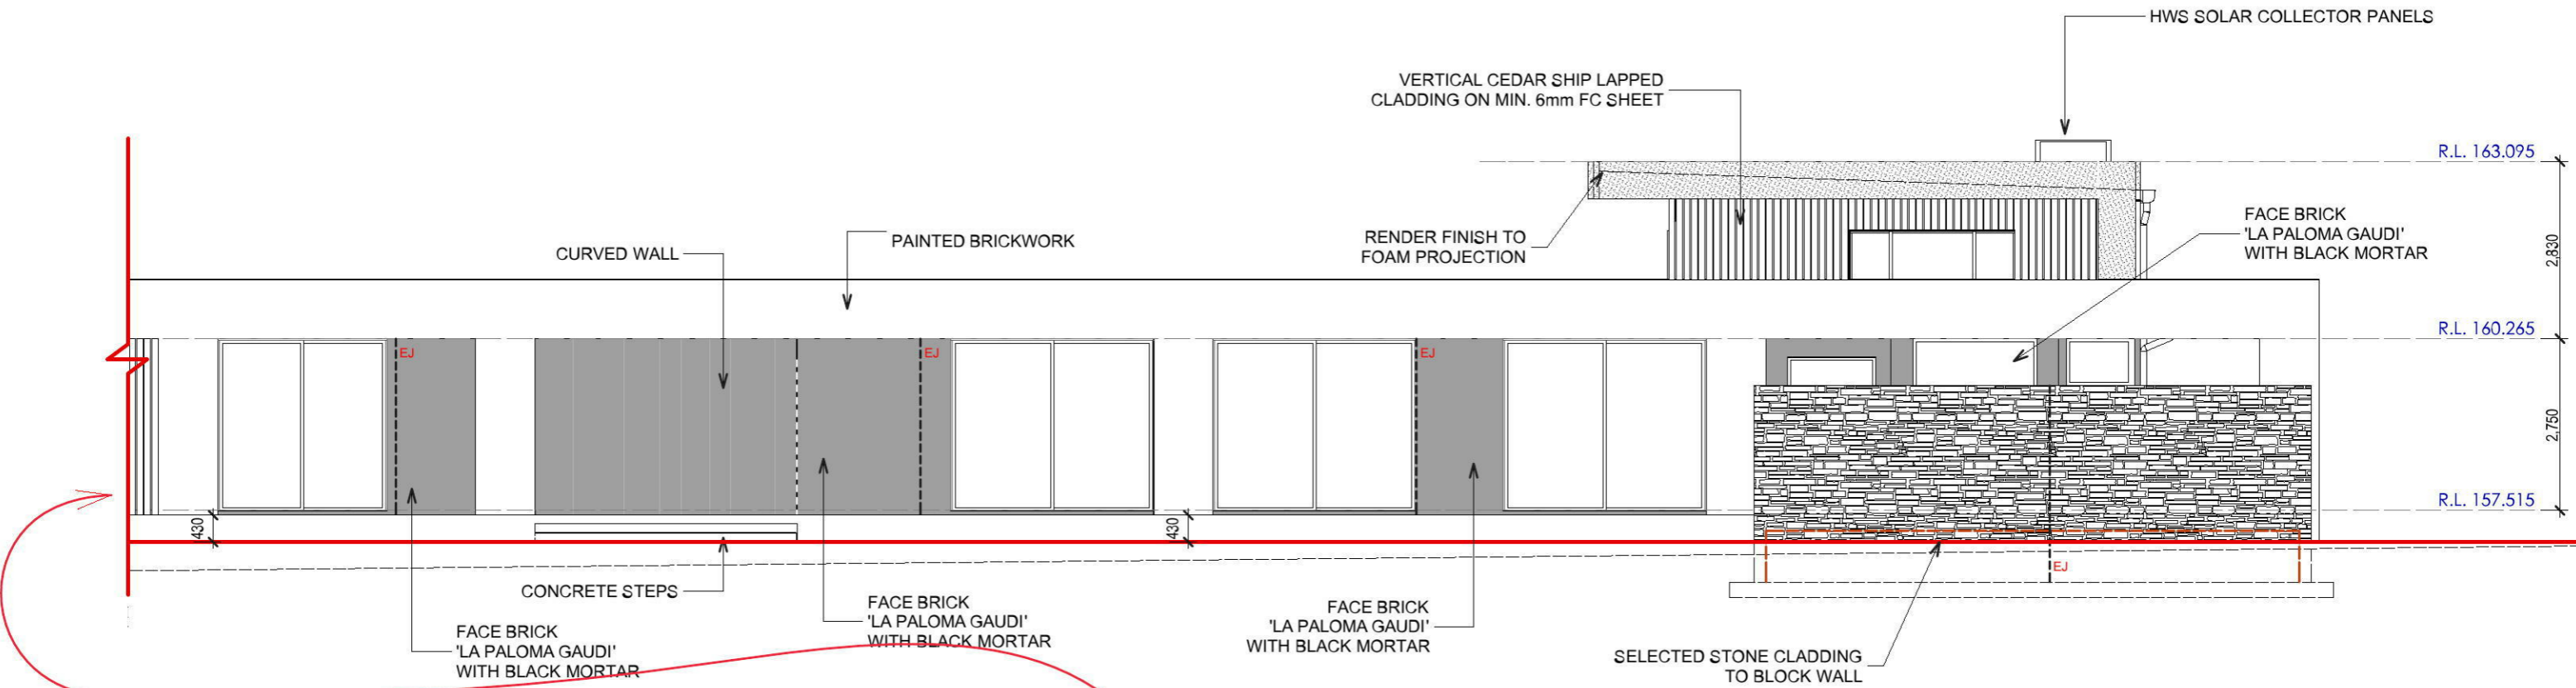 HWS SOLAR COLLECTOR PANELS
VERTICAL CEDAR SHIP LAPPED
CLADDING ON MIN. 6mm FC SHEET
R.L. 163.095
FACE BRICK
'LA PALOMA GAUDI'
WITH BLACK MORTAR
2,830
RENDER FINISH TO
FOAM PROJECTION
PAINTED BRICKWORK
CURVED WALL
R.L. 160.265
EJ
EJ
EJ
2,750
R.L. 157.515
430
430
EJ
CONCRETE STEPS
FACE BRICK
'LA PALOMA GAUDI'
WITH BLACK MORTAR
FACE BRICK
'LA PALOMA GAUDI'
WITH BLACK MORTAR
FACE BRICK
'LA PALOMA GAUDI'
WITH BLACK MORTAR
SELECTED STONE CLADDING
TO BLOCK WALL